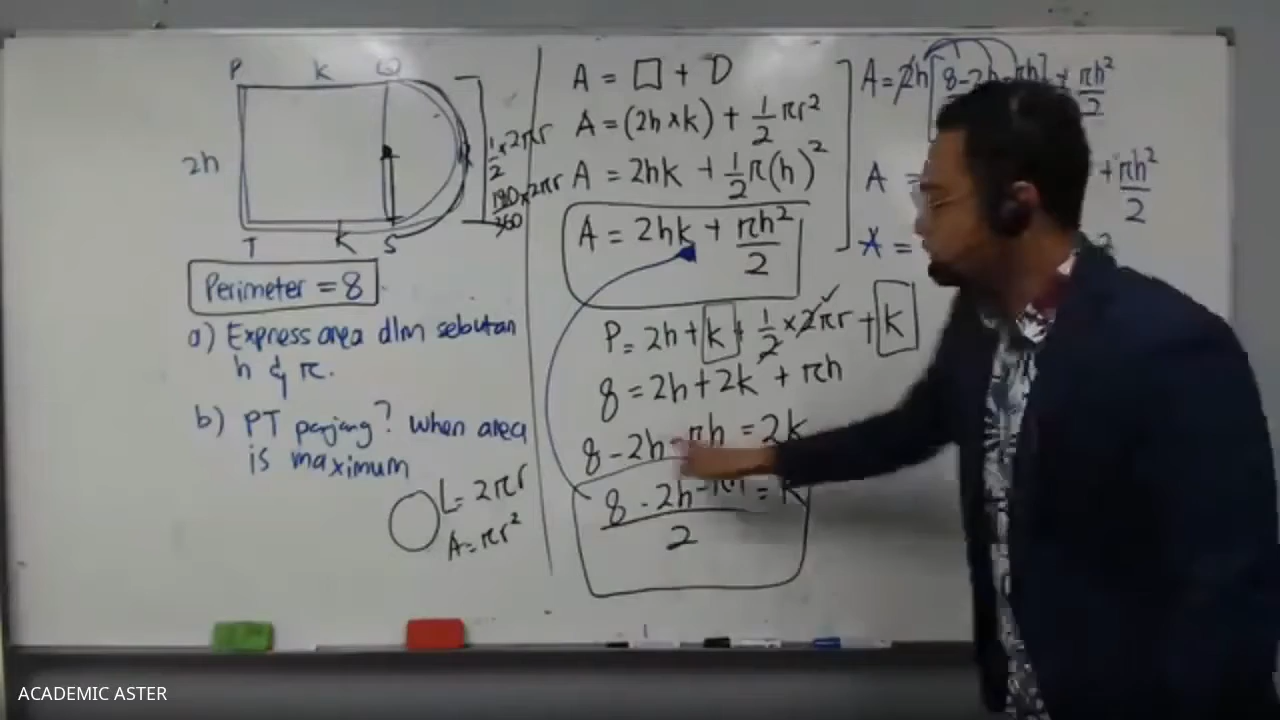 P K Q
2h
T K S
1/2 × 2πr
180/360 × 2πr
Perimeter = 8
a) Express area dlm sebutan
h & π.
b) PT panjang? when area
is maximum
L = 2πr
A = πr²
A = □ + D
A = (2h×k) + 1/2 πr²
A = 2hk + 1/2 π(h)²
A = 2hk + πh²/2
P = 2h + k + 1/2 × 2πr + k
8 = 2h + 2k + πh
8 - 2h - πh = 2k
8 - 2h - πh / 2 = k
A = 2h[8 - 2h - πh
+ πh²/2
A =
+ πh²/2
A =
ACADEMIC ASTER